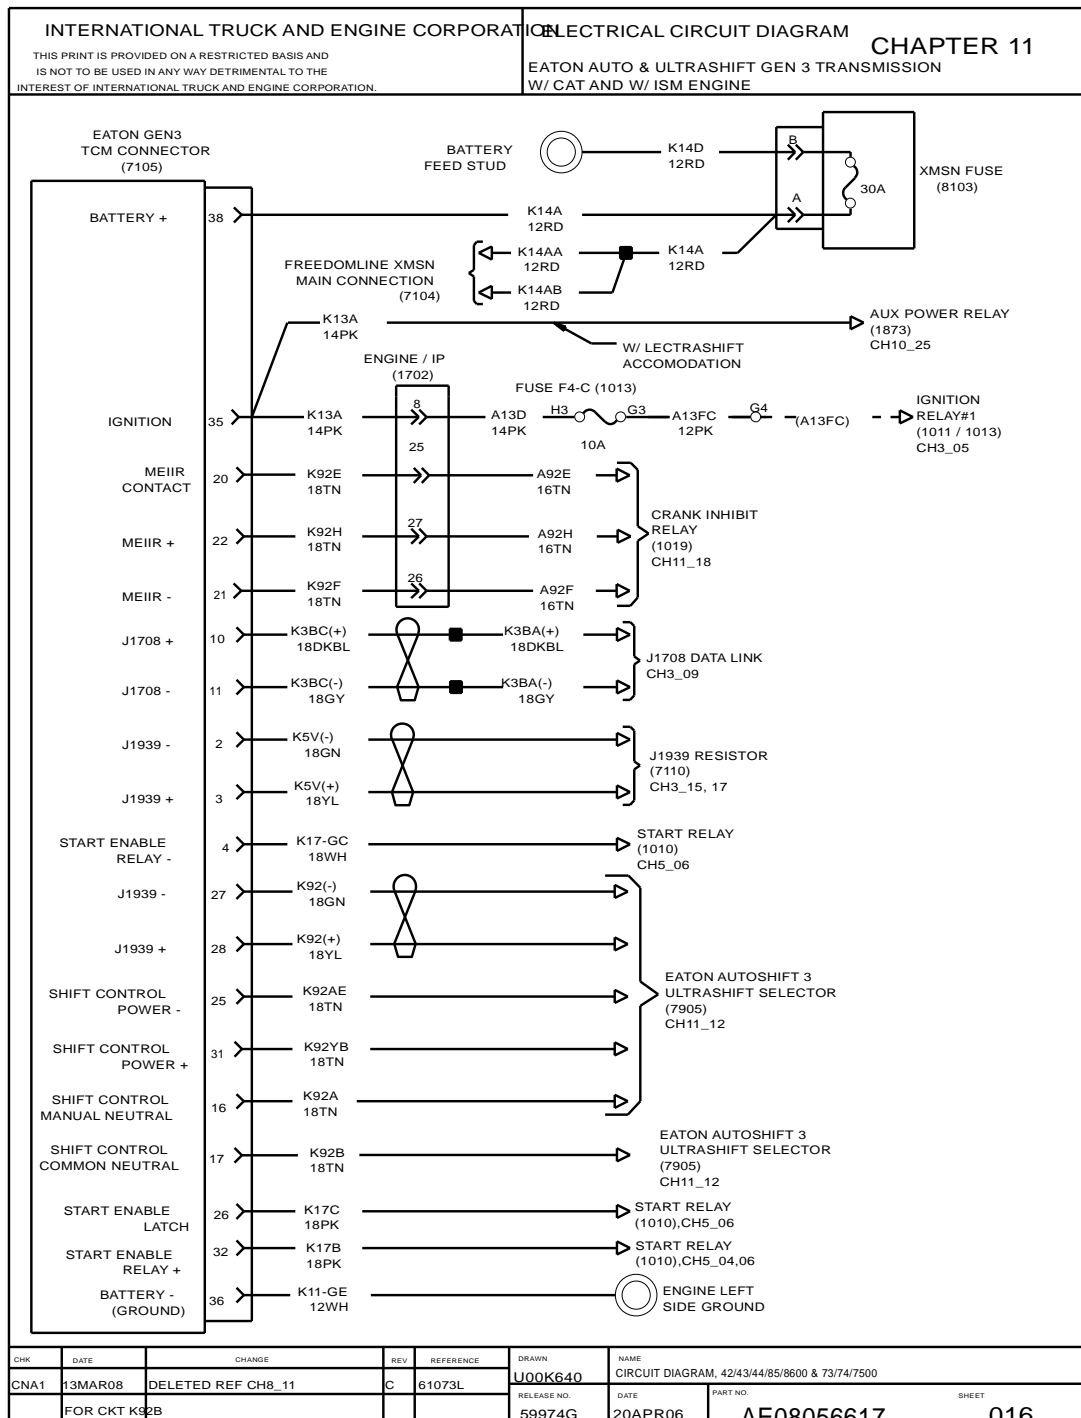 INTERNATIONAL TRUCK AND ENGINE CORPORATION
THIS PRINT IS PROVIDED ON A RESTRICTED BASIS AND
IS NOT TO BE USED IN ANY WAY DETRIMENTAL TO THE
INTEREST OF INTERNATIONAL TRUCK AND ENGINE CORPORATION.
ELECTRICAL CIRCUIT DIAGRAM
CHAPTER 11
EATON AUTO & ULTRASHIFT GEN 3 TRANSMISSION
W/ CAT AND W/ ISM ENGINE
EATON GEN3
TCM CONNECTOR
(7105)
BATTERY
FEED STUD
K14D
12RD
B
A
30A
XMSN FUSE
(8103)
BATTERY +
38
K14A
12RD
FREEDOMLINE XMSN
MAIN CONNECTION
(7104)
K14AA
12RD
K14A
12RD
K14AB
12RD
K13A
14PK
AUX POWER RELAY
(1873)
CH10_25
W/ LECTRASHIFT
ACCOMODATION
ENGINE / IP
(1702)
FUSE F4-C (1013)
IGNITION
35
K13A
14PK
8
A13D
14PK
H3
G3
10A
A13FC
12PK
G4
(A13FC)
IGNITION
RELAY#1
(1011 / 1013)
CH3_05
MEIIR
CONTACT
20
K92E
18TN
25
A92E
16TN
MEIIR +
22
K92H
18TN
27
A92H
16TN
CRANK INHIBIT
RELAY
(1019)
CH11_18
MEIIR -
21
K92F
18TN
26
A92F
16TN
J1708 +
10
K3BC(+)
18DKBL
K3BA(+)
18DKBL
J1708 DATA LINK
CH3_09
J1708 -
11
K3BC(-)
18GY
K3BA(-)
18GY
J1939 -
2
K5V(-)
18GN
J1939 RESISTOR
(7110)
CH3_15, 17
J1939 +
3
K5V(+)
18YL
START ENABLE
RELAY -
4
K17-GC
18WH
START RELAY
(1010)
CH5_06
J1939 -
27
K92(-)
18GN
J1939 +
28
K92(+)
18YL
EATON AUTOSHIFT 3
ULTRASHIFT SELECTOR
(7905)
CH11_12
SHIFT CONTROL
POWER -
25
K92AE
18TN
SHIFT CONTROL
POWER +
31
K92YB
18TN
SHIFT CONTROL
MANUAL NEUTRAL
16
K92A
18TN
SHIFT CONTROL
COMMON NEUTRAL
17
K92B
18TN
EATON AUTOSHIFT 3
ULTRASHIFT SELECTOR
(7905)
CH11_12
START ENABLE
LATCH
26
K17C
18PK
START RELAY
(1010),CH5_06
START ENABLE
RELAY +
32
K17B
18PK
START RELAY
(1010),CH5_04,06
BATTERY -
(GROUND)
36
K11-GE
12WH
ENGINE LEFT
SIDE GROUND
CHK DATE CHANGE REV REFERENCE
CNA1 13MAR08 DELETED REF CH8_11 C 61073L
FOR CKT K92B
DRAWN
U00K640
NAME
CIRCUIT DIAGRAM, 42/43/44/85/8600 & 73/74/7500
RELEASE NO.
59974G
DATE
20APR06
PART NO.
AE08056617
SHEET
016